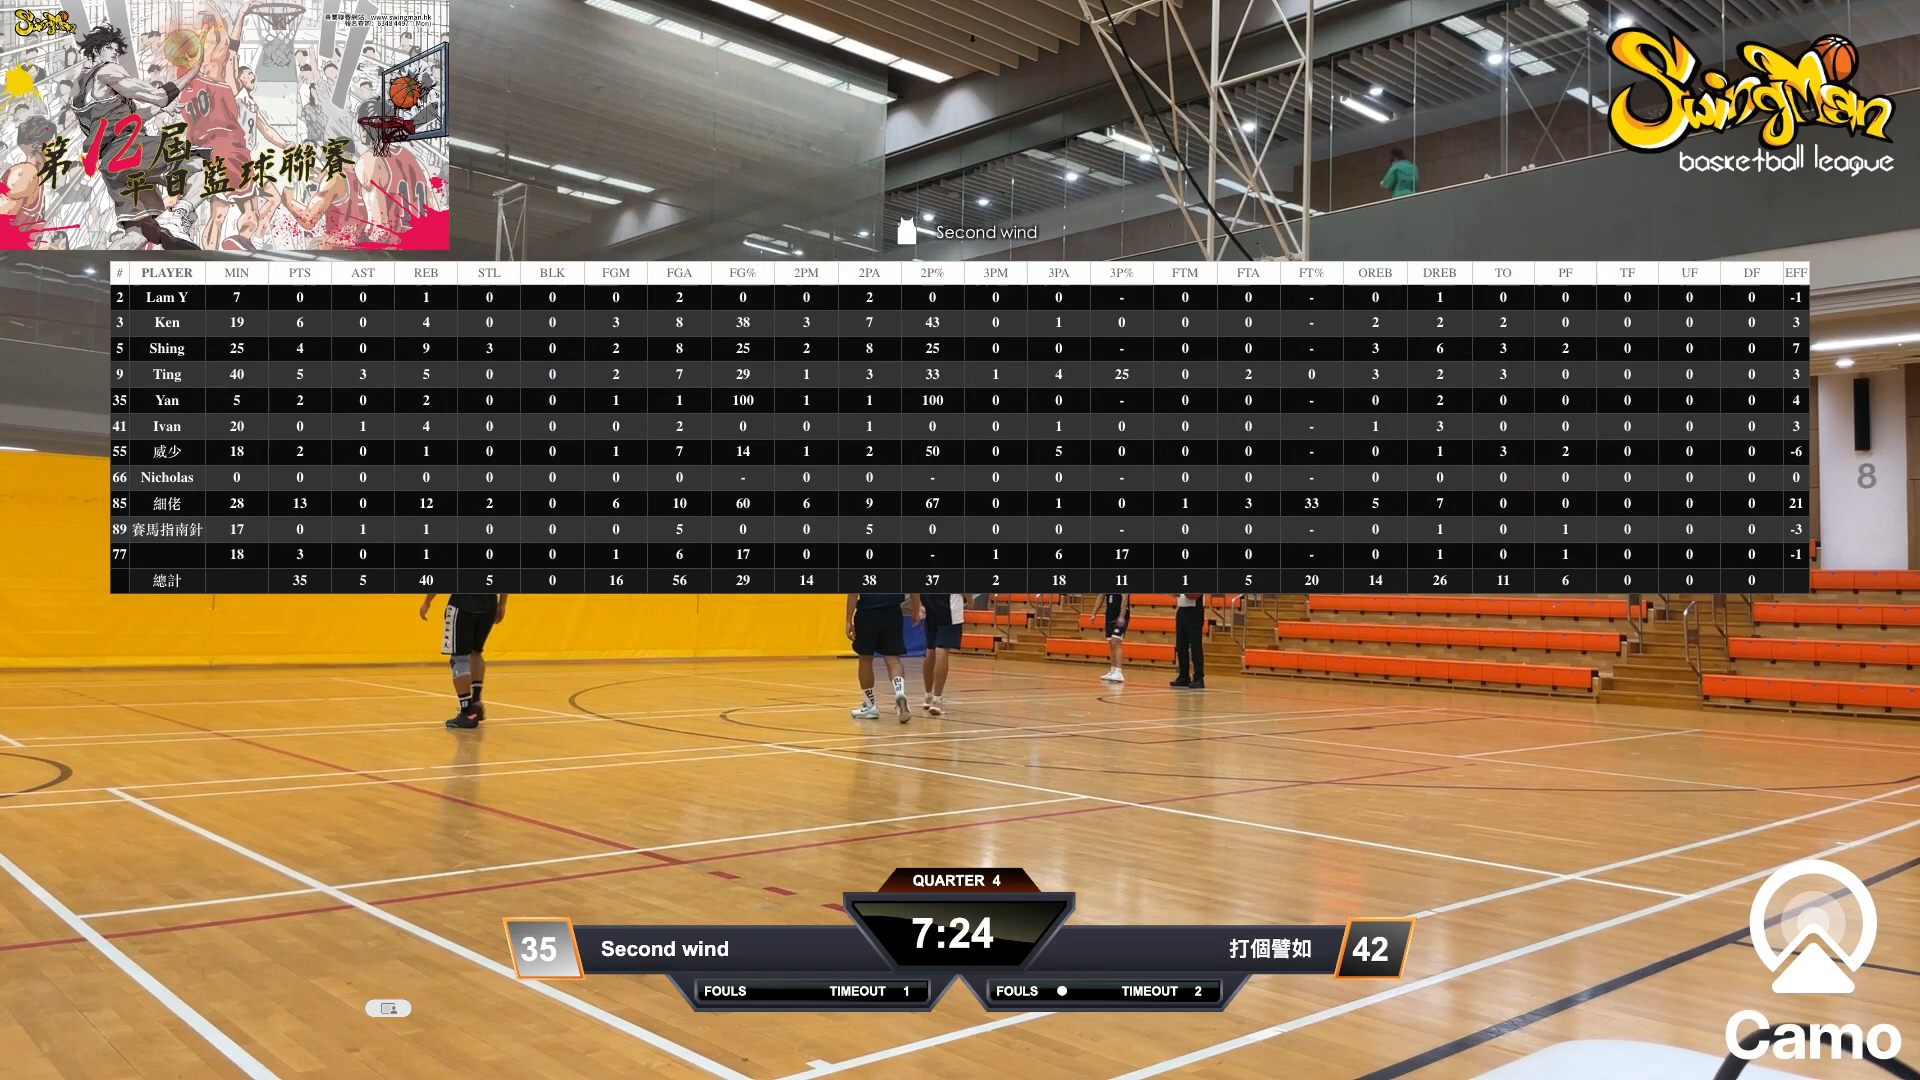 SwingMan
賽事聯賽網站：www.swingman.hk
報名查詢：6348 4497 (Mon)
第12屆
平日籃球聯賽
SwingMan
basketball league
Second wind
# PLAYER MIN PTS AST REB STL BLK FGM FGA FG% 2PM 2PA 2P% 3PM 3PA 3P% FTM FTA FT% OREB DREB TO PF TF UF DF EFF
2 Lam Y 7 0 0 1 0 0 0 2 0 0 2 0 0 0 - 0 0 - 0 1 0 0 0 0 0 -1
3 Ken 19 6 0 4 0 0 3 8 38 3 7 43 0 1 0 0 0 - 2 2 2 0 0 0 0 3
5 Shing 25 4 0 9 3 0 2 8 25 2 8 25 0 0 - 0 0 - 3 6 3 2 0 0 0 7
9 Ting 40 5 3 5 0 0 2 7 29 1 3 33 1 4 25 0 2 0 3 2 3 0 0 0 0 3
35 Yan 5 2 0 2 0 0 1 1 100 1 1 100 0 0 - 0 0 - 0 2 0 0 0 0 0 4
41 Ivan 20 0 1 4 0 0 0 2 0 0 1 0 0 1 0 0 0 - 1 3 0 0 0 0 0 3
55 威少 18 2 0 1 0 0 1 7 14 1 2 50 0 5 0 0 0 - 0 1 3 2 0 0 0 -6
66 Nicholas 0 0 0 0 0 0 0 0 - 0 0 - 0 0 - 0 0 - 0 0 0 0 0 0 0 0
85 細佬 28 13 0 12 2 0 6 10 60 6 9 67 0 1 0 1 3 33 5 7 0 0 0 0 0 21
89 賽馬指南針 17 0 1 1 0 0 0 5 0 0 5 0 0 0 - 0 0 - 0 1 0 1 0 0 0 -3
77 18 3 0 1 0 0 1 6 17 0 0 - 1 6 17 0 0 - 0 1 0 1 0 0 0 -1
總計 35 5 40 5 0 16 56 29 14 38 37 2 18 11 1 5 20 14 26 11 6 0 0 0
8
QUARTER 4
7:24
35 Second wind
打個譬如 42
FOULS TIMEOUT 1
FOULS TIMEOUT 2
Camo